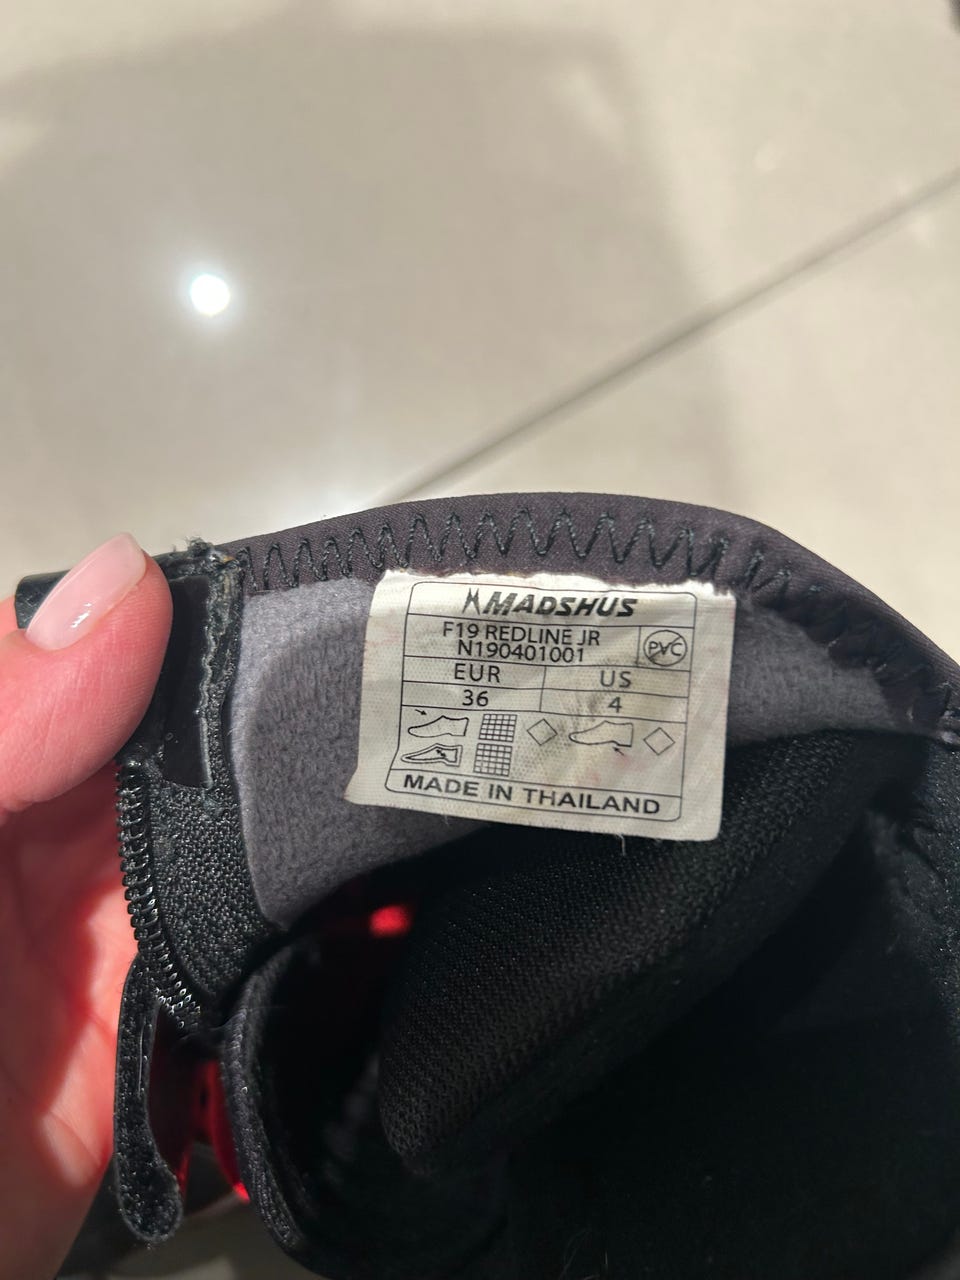 MADSHUS
F19 REDLINE JR
N190401001
PVC
EUR US
36 4
MADE IN THAILAND